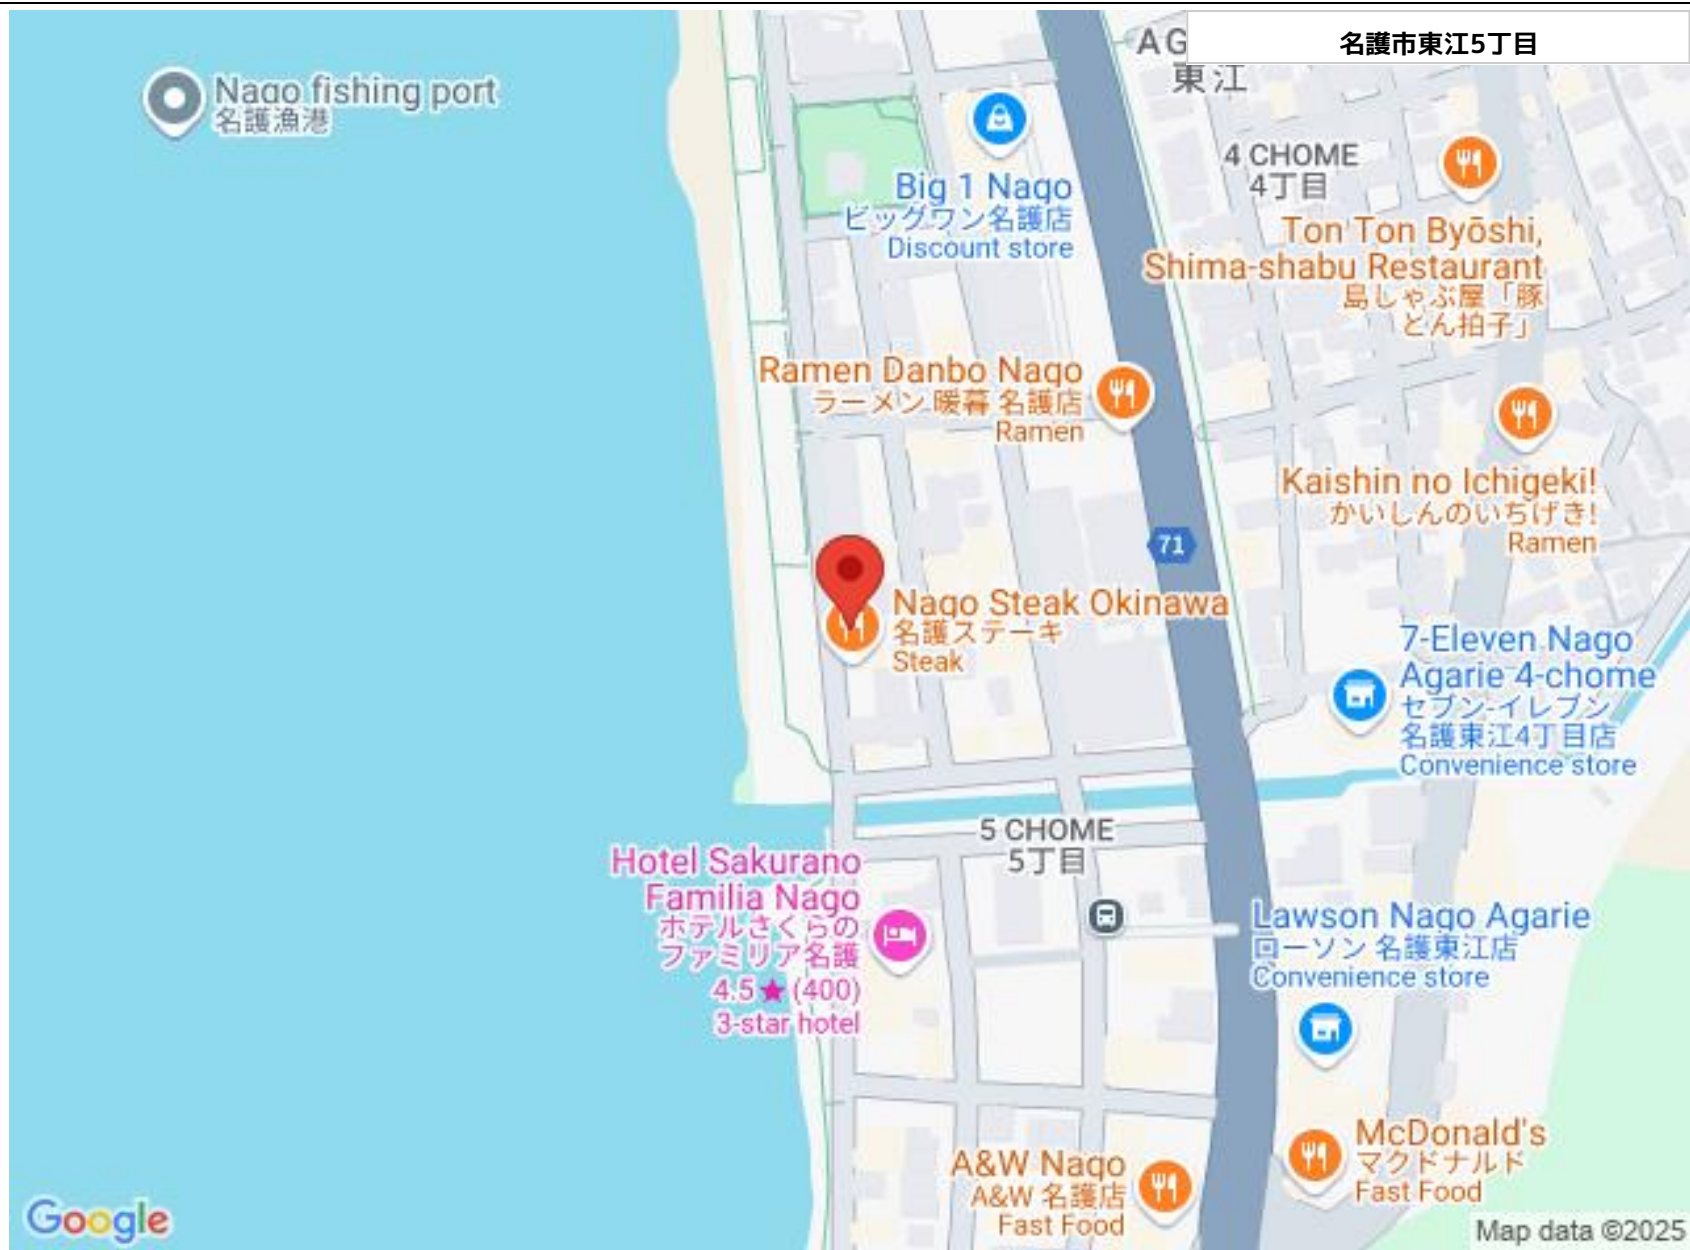 名護市東江5丁目
Nago fishing port
名護漁港
AG
東江
4 CHOME
4丁目
Big 1 Nago
ビッグワン名護店
Discount store
Ton Ton Byōshi,
Shima-shabu Restaurant
島しゃぶ屋「豚
とん拍子」
Ramen Danbo Nago
ラーメン 暖暮 名護店
Ramen
Kaishin no Ichigeki!
かいしんのいちげき!
Ramen
71
Nago Steak Okinawa
名護ステーキ
Steak
7-Eleven Nago
Agarie 4-chome
セブン-イレブン
名護東江4丁目店
Convenience store
5 CHOME
5丁目
Hotel Sakurano
Familia Nago
ホテルさくらの
ファミリア名護
4.5★(400)
3-star hotel
Lawson Nago Agarie
ローソン 名護東江店
Convenience store
McDonald's
マクドナルド
Fast Food
A&W Nago
A&W 名護店
Fast Food
Google
Map data ©2025